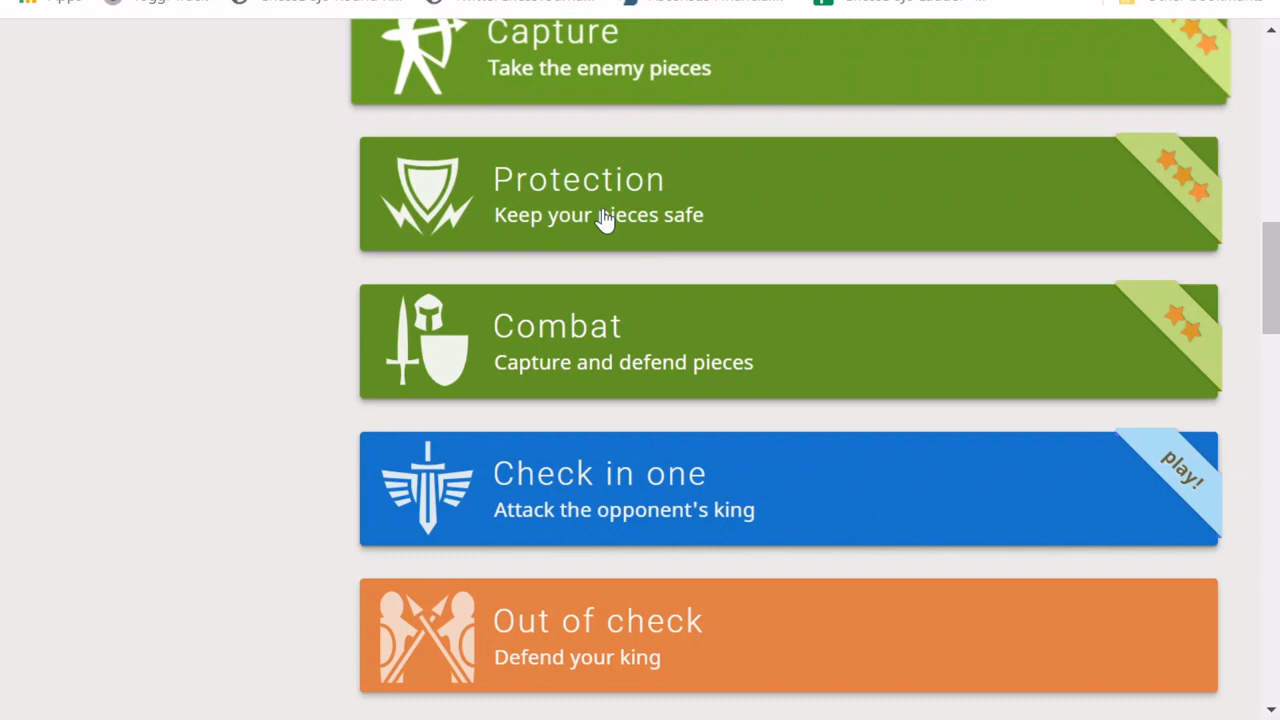 Capture
Take the enemy pieces
Protection
Keep your pieces safe
Combat
Capture and defend pieces
Check in one
Attack the opponent's king
play!
Out of check
Defend your king